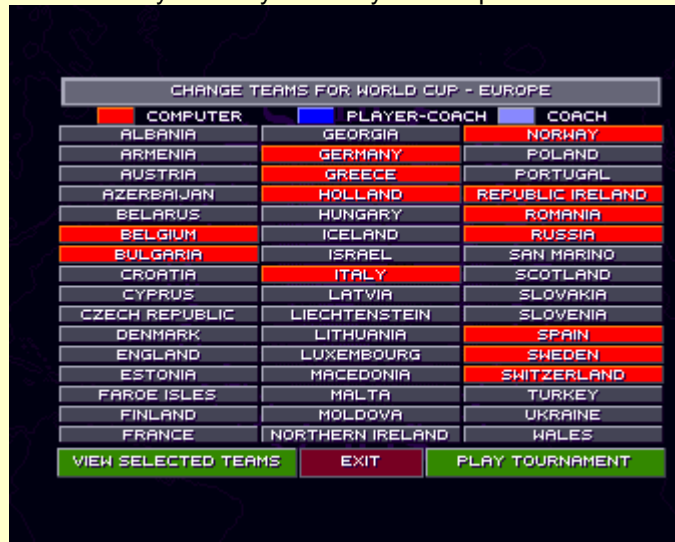 CHANGE TEAMS FOR WORLD CUP - EUROPE
COMPUTER PLAYER-COACH COACH
ALBANIA GEORGIA NORWAY
ARMENIA GERMANY POLAND
AUSTRIA GREECE PORTUGAL
AZERBAIJAN HOLLAND REPUBLIC IRELAND
BELARUS HUNGARY ROMANIA
BELGIUM ICELAND RUSSIA
BULGARIA ISRAEL SAN MARINO
CROATIA ITALY SCOTLAND
CYPRUS LATVIA SLOVAKIA
CZECH REPUBLIC LIECHTENSTEIN SLOVENIA
DENMARK LITHUANIA SPAIN
ENGLAND LUXEMBOURG SWEDEN
ESTONIA MACEDONIA SWITZERLAND
FAROE ISLES MALTA TURKEY
FINLAND MOLDOVA UKRAINE
FRANCE NORTHERN IRELAND WALES
VIEW SELECTED TEAMS EXIT PLAY TOURNAMENT